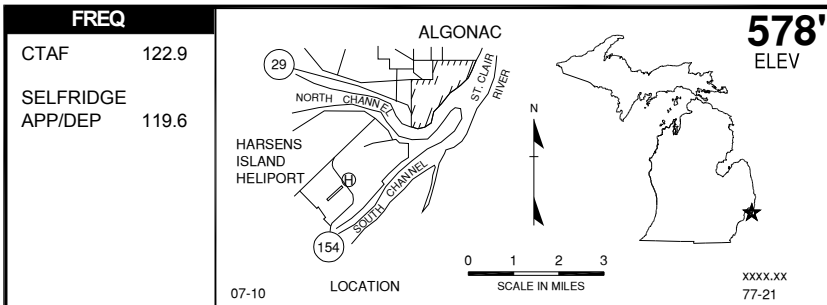 FREQ
CTAF 122.9
SELFRIDGE
APP/DEP 119.6
ALGONAC
29
NORTH CHANNEL
ST. CLAIR
RIVER
HARSENS
ISLAND
HELIPORT
H
SOUTH CHANNEL
154
N
0 1 2 3
SCALE IN MILES
07-10
LOCATION
578'
ELEV
xxxx.xx
77-21